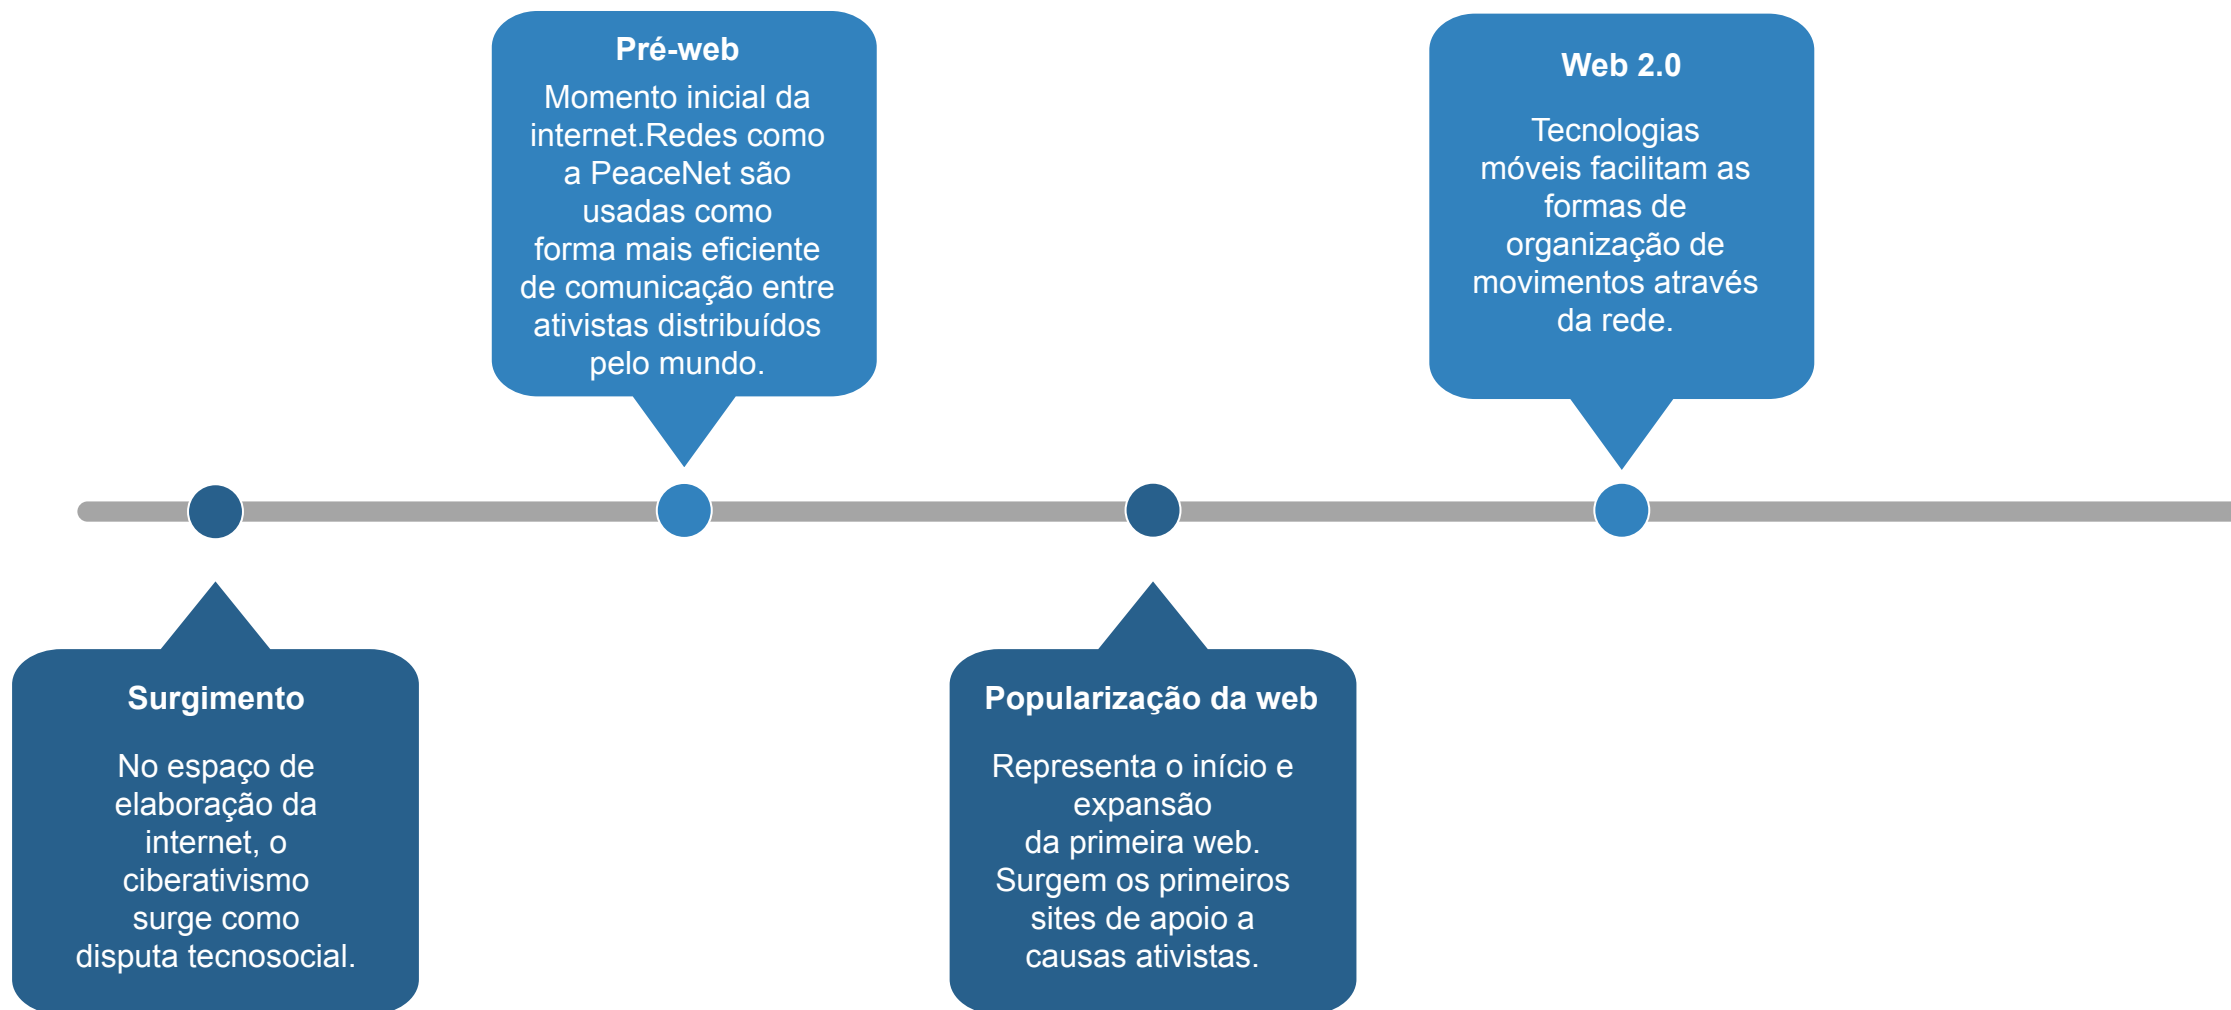 Pré-web
Momento inicial da
internet.Redes como
a PeaceNet são
usadas como
forma mais eficiente
de comunicação entre
ativistas distribuídos
pelo mundo.
Web 2.0
Tecnologias
móveis facilitam as
formas de
organização de
movimentos através
da rede.
Surgimento
No espaço de
elaboração da
internet, o
ciberativismo
surge como
disputa tecnosocial.
Popularização da web
Representa o início e
expansão
da primeira web.
Surgem os primeiros
sites de apoio a
causas ativistas.